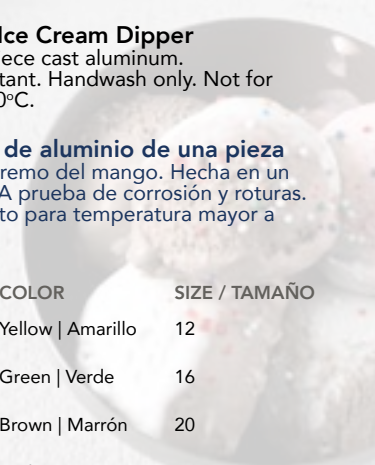 Ice Cream Dipper
ece cast aluminum.
tant. Handwash only. Not for
0°C.
de aluminio de una pieza
remo del mango. Hecha en un
A prueba de corrosión y roturas.
to para temperatura mayor a
COLOR SIZE / TAMAÑO
Yellow | Amarillo 12
Green | Verde 16
Brown | Marrón 20